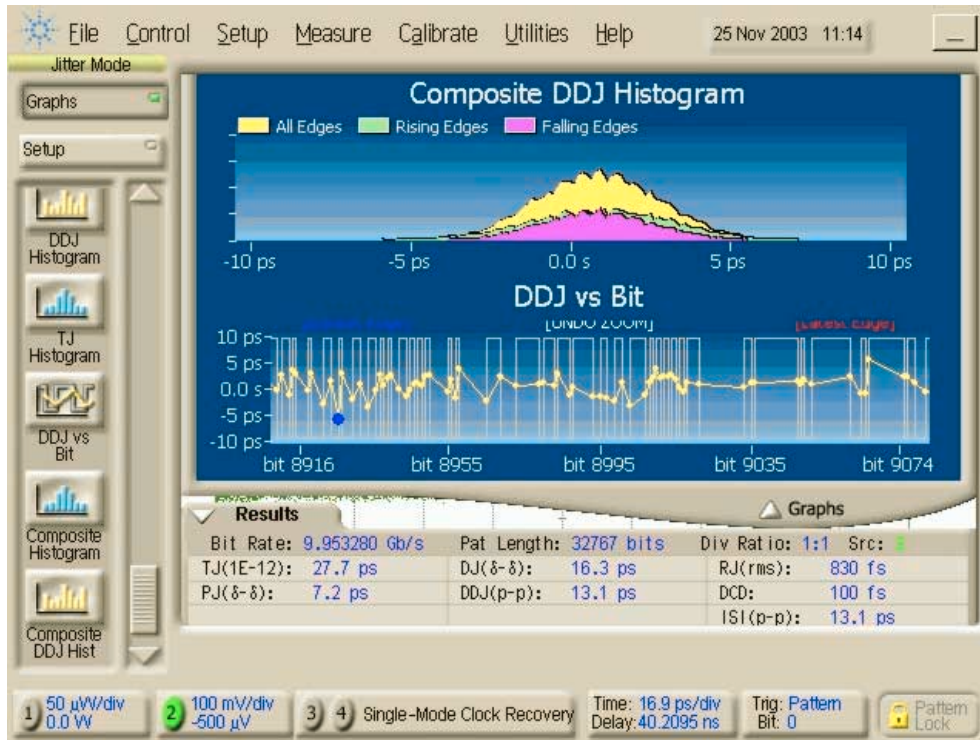 File Control Setup Measure Calibrate Utilities Help 25 Nov 2003 11:14
Jitter Mode
Graphs
Setup
DDJ
Histogram
TJ
Histogram
DDJ vs
Bit
Composite
Histogram
Composite
DDJ Hist
Composite DDJ Histogram
All Edges Rising Edges Falling Edges
-10 ps -5 ps 0.0 s 5 ps 10 ps
DDJ vs Bit
[UNDO ZOOM] [Latest Edge]
10 ps
5 ps
0.0 s
-5 ps
-10 ps
bit 8916 bit 8955 bit 8995 bit 9035 bit 9074
Results Graphs
Bit Rate: 9.953280 Gb/s Pat Length: 32767 bits Div Ratio: 1:1 Src:
TJ(1E-12): 27.7 ps DJ(δ-δ): 16.3 ps RJ(rms): 830 fs
PJ(δ-δ): 7.2 ps DDJ(p-p): 13.1 ps DCD: 100 fs
ISI(p-p): 13.1 ps
1) 50 µW/div
0.0 W
2) 100 mV/div
-500 µV
3) 4) Single-Mode Clock Recovery
Time: 16.9 ps/div
Delay:40.2095 ns
Trig: Pattern
Bit: 0
Pattern
Lock